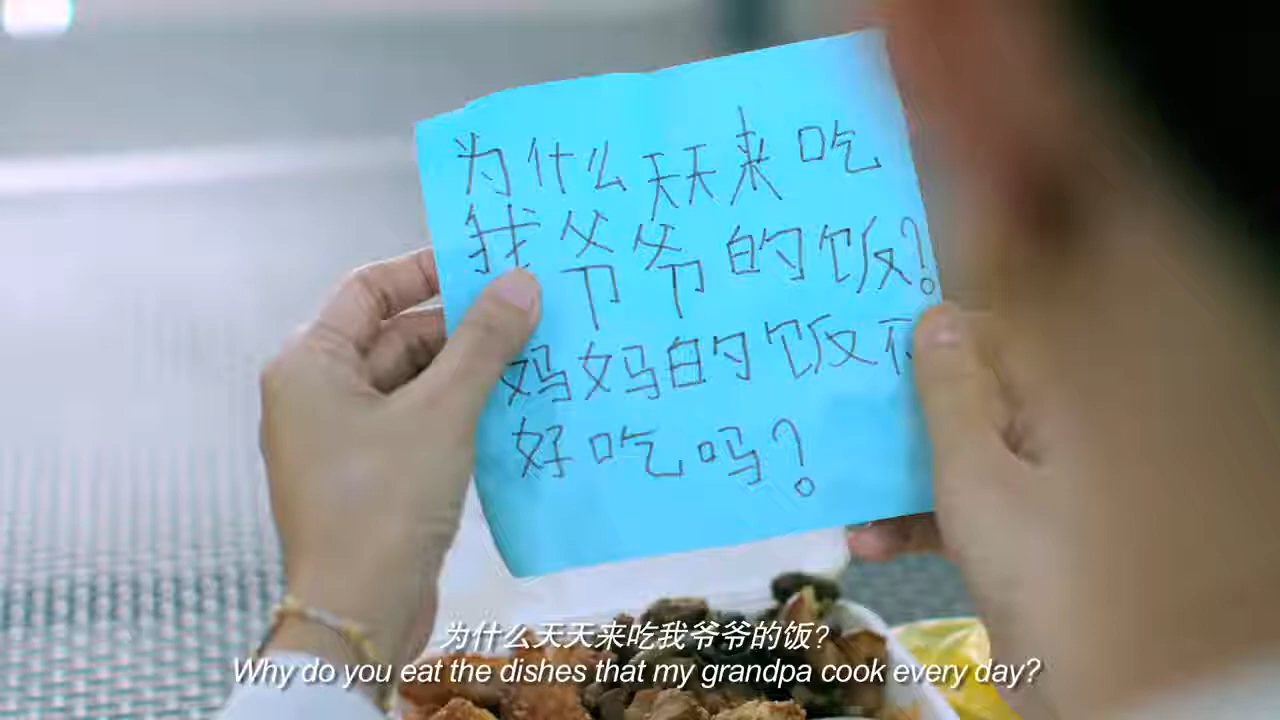 为什么天天来吃
我爷爷的饭?
妈妈的饭不
好吃吗?
为什么天天来吃我爷爷的饭?
Why do you eat the dishes that my grandpa cook every day?